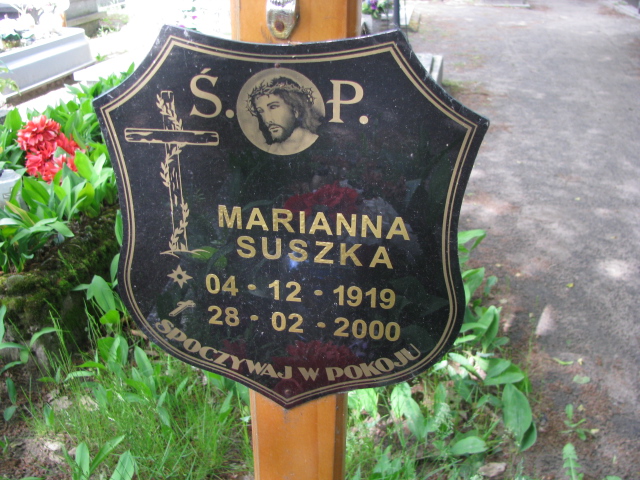 Ś. P.
MARIANNA
SUSZKA
04 · 12 · 1919
28 · 02 · 2000
SPOCZYWAJ W POKOJU